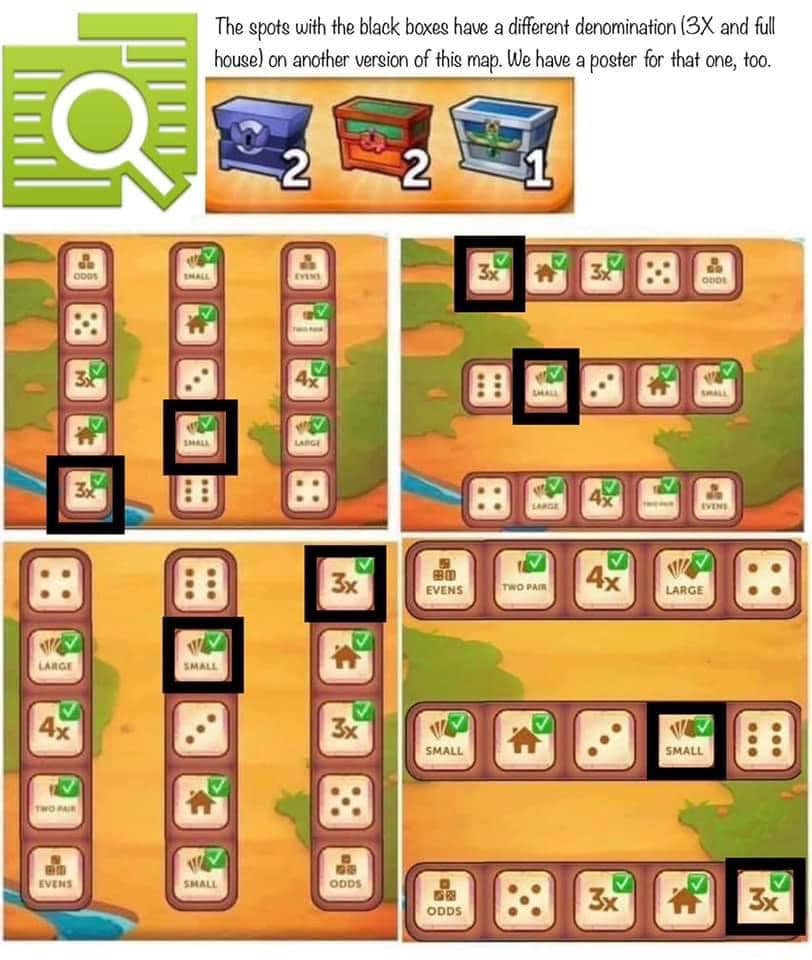 The spots with the black boxes have a different denomination (3X and full
house) on another version of this map. We have a poster for that one, too.
2 2 1
ODDS SMALL EVENS
TWO PAIR
3x 4x
SMALL LARGE
3x
3x 3x ODDS
SMALL SMALL
LARGE 4x TWO PAIR EVENS
3x
LARGE SMALL
4x 3x
TWO PAIR
EVENS SMALL ODDS
EVENS TWO PAIR 4x LARGE
SMALL SMALL
ODDS 3x 3x